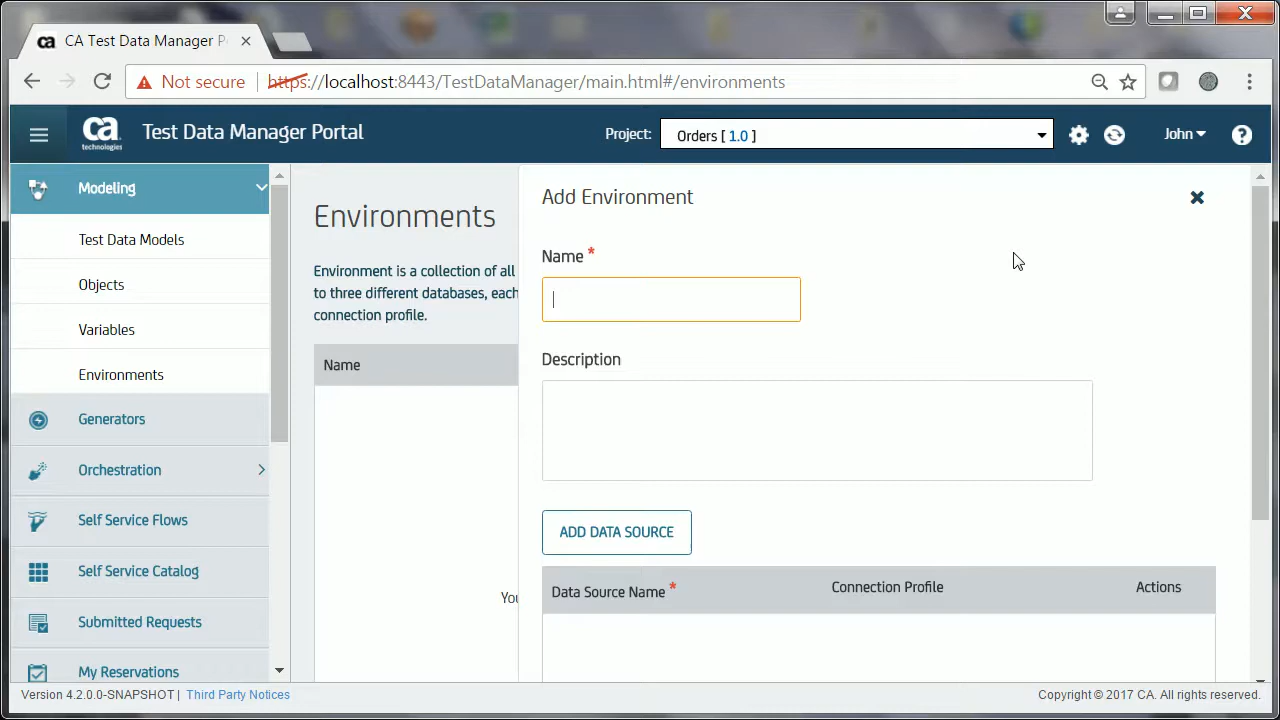 ca CA Test Data Manager P
Not secure https://localhost:8443/TestDataManager/main.html#/environments
ca technologies Test Data Manager Portal Project: Orders [ 1.0 ] John ?
Modeling
Test Data Models
Objects
Variables
Environments
Generators
Orchestration
Self Service Flows
Self Service Catalog
Submitted Requests
My Reservations
Environments
Environment is a collection of all
to three different databases, each
connection profile.
Name
You
Add Environment
Name *
Description
ADD DATA SOURCE
Data Source Name * Connection Profile Actions
Version 4.2.0.0-SNAPSHOT | Third Party Notices Copyright © 2017 CA. All rights reserved.